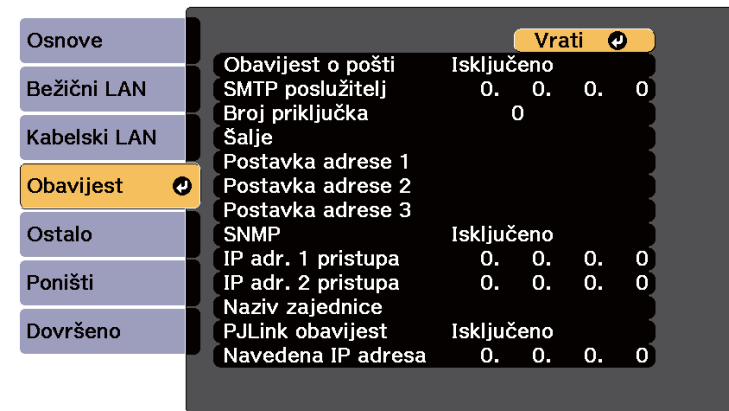 Osnove
Bežični LAN
Kabelski LAN
Obavijest
Ostalo
Poništi
Dovršeno
Vrati
Obavijest o pošti Isključeno
SMTP poslužitelj 0. 0. 0. 0
Broj priključka 0
Šalje
Postavka adrese 1
Postavka adrese 2
Postavka adrese 3
SNMP Isključeno
IP adr. 1 pristupa 0. 0. 0. 0
IP adr. 2 pristupa 0. 0. 0. 0
Naziv zajednice
PJLink obavijest Isključeno
Navedena IP adresa 0. 0. 0. 0